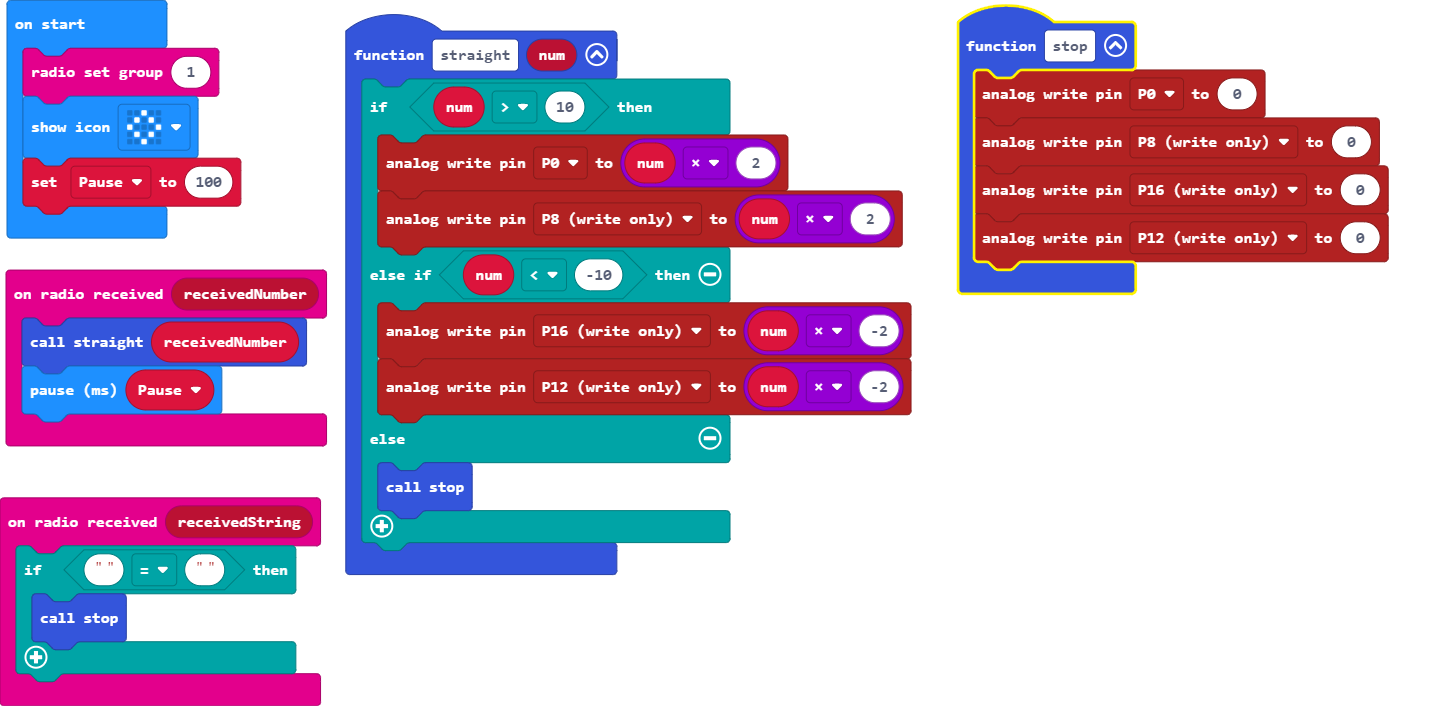 on start
radio set group 1
show icon
set Pause to 100
on radio received receivedNumber
call straight receivedNumber
pause (ms) Pause
on radio received receivedString
if " " = " " then
call stop
function straight num
if num > 10 then
analog write pin P0 to num × 2
analog write pin P8 (write only) to num × 2
else if num < -10 then
analog write pin P16 (write only) to num × -2
analog write pin P12 (write only) to num × -2
else
call stop
function stop
analog write pin P0 to 0
analog write pin P8 (write only) to 0
analog write pin P16 (write only) to 0
analog write pin P12 (write only) to 0